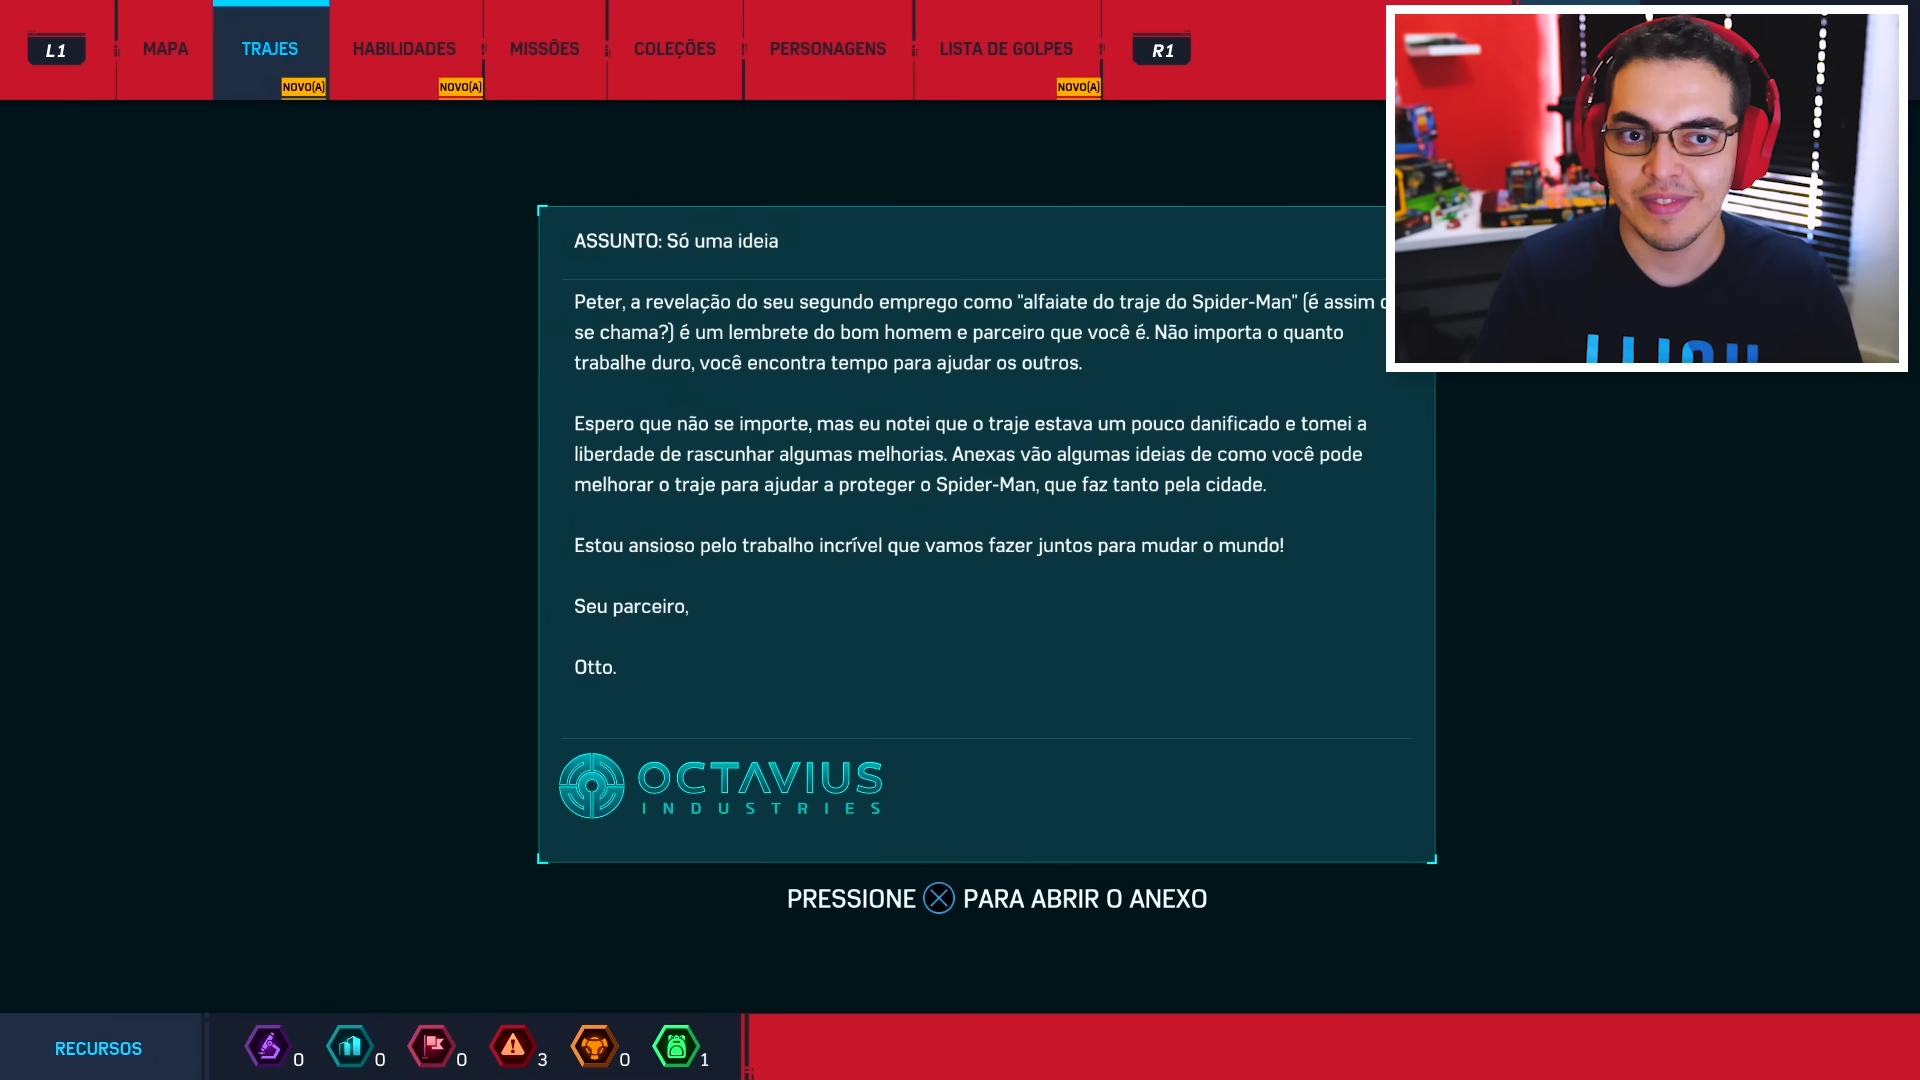 L1
MAPA
TRAJES
NOVO(A)
HABILIDADES
NOVO(A)
MISSÕES
COLEÇÕES
PERSONAGENS
LISTA DE GOLPES
NOVO(A)
R1
ASSUNTO: Só uma ideia
Peter, a revelação do seu segundo emprego como "alfaiate do traje do Spider-Man" (é assim
se chama?) é um lembrete do bom homem e parceiro que você é. Não importa o quanto
trabalhe duro, você encontra tempo para ajudar os outros.
Espero que não se importe, mas eu notei que o traje estava um pouco danificado e tomei a
liberdade de rascunhar algumas melhorias. Anexas vão algumas ideias de como você pode
melhorar o traje para ajudar a proteger o Spider-Man, que faz tanto pela cidade.
Estou ansioso pelo trabalho incrível que vamos fazer juntos para mudar o mundo!
Seu parceiro,
Otto.
OCTAVIUS
INDUSTRIES
PRESSIONE PARA ABRIR O ANEXO
RECURSOS
0
0
0
3
0
1